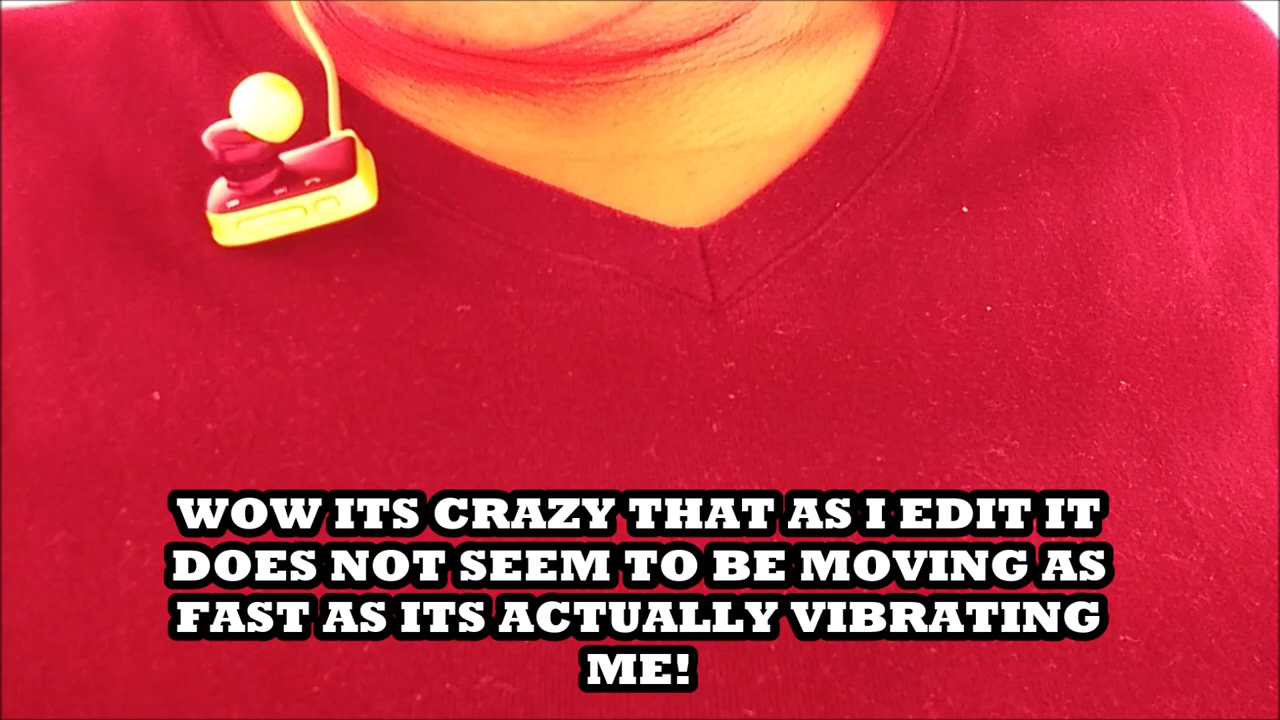 WOW ITS CRAZY THAT AS I EDIT IT
DOES NOT SEEM TO BE MOVING AS
FAST AS ITS ACTUALLY VIBRATING
ME!